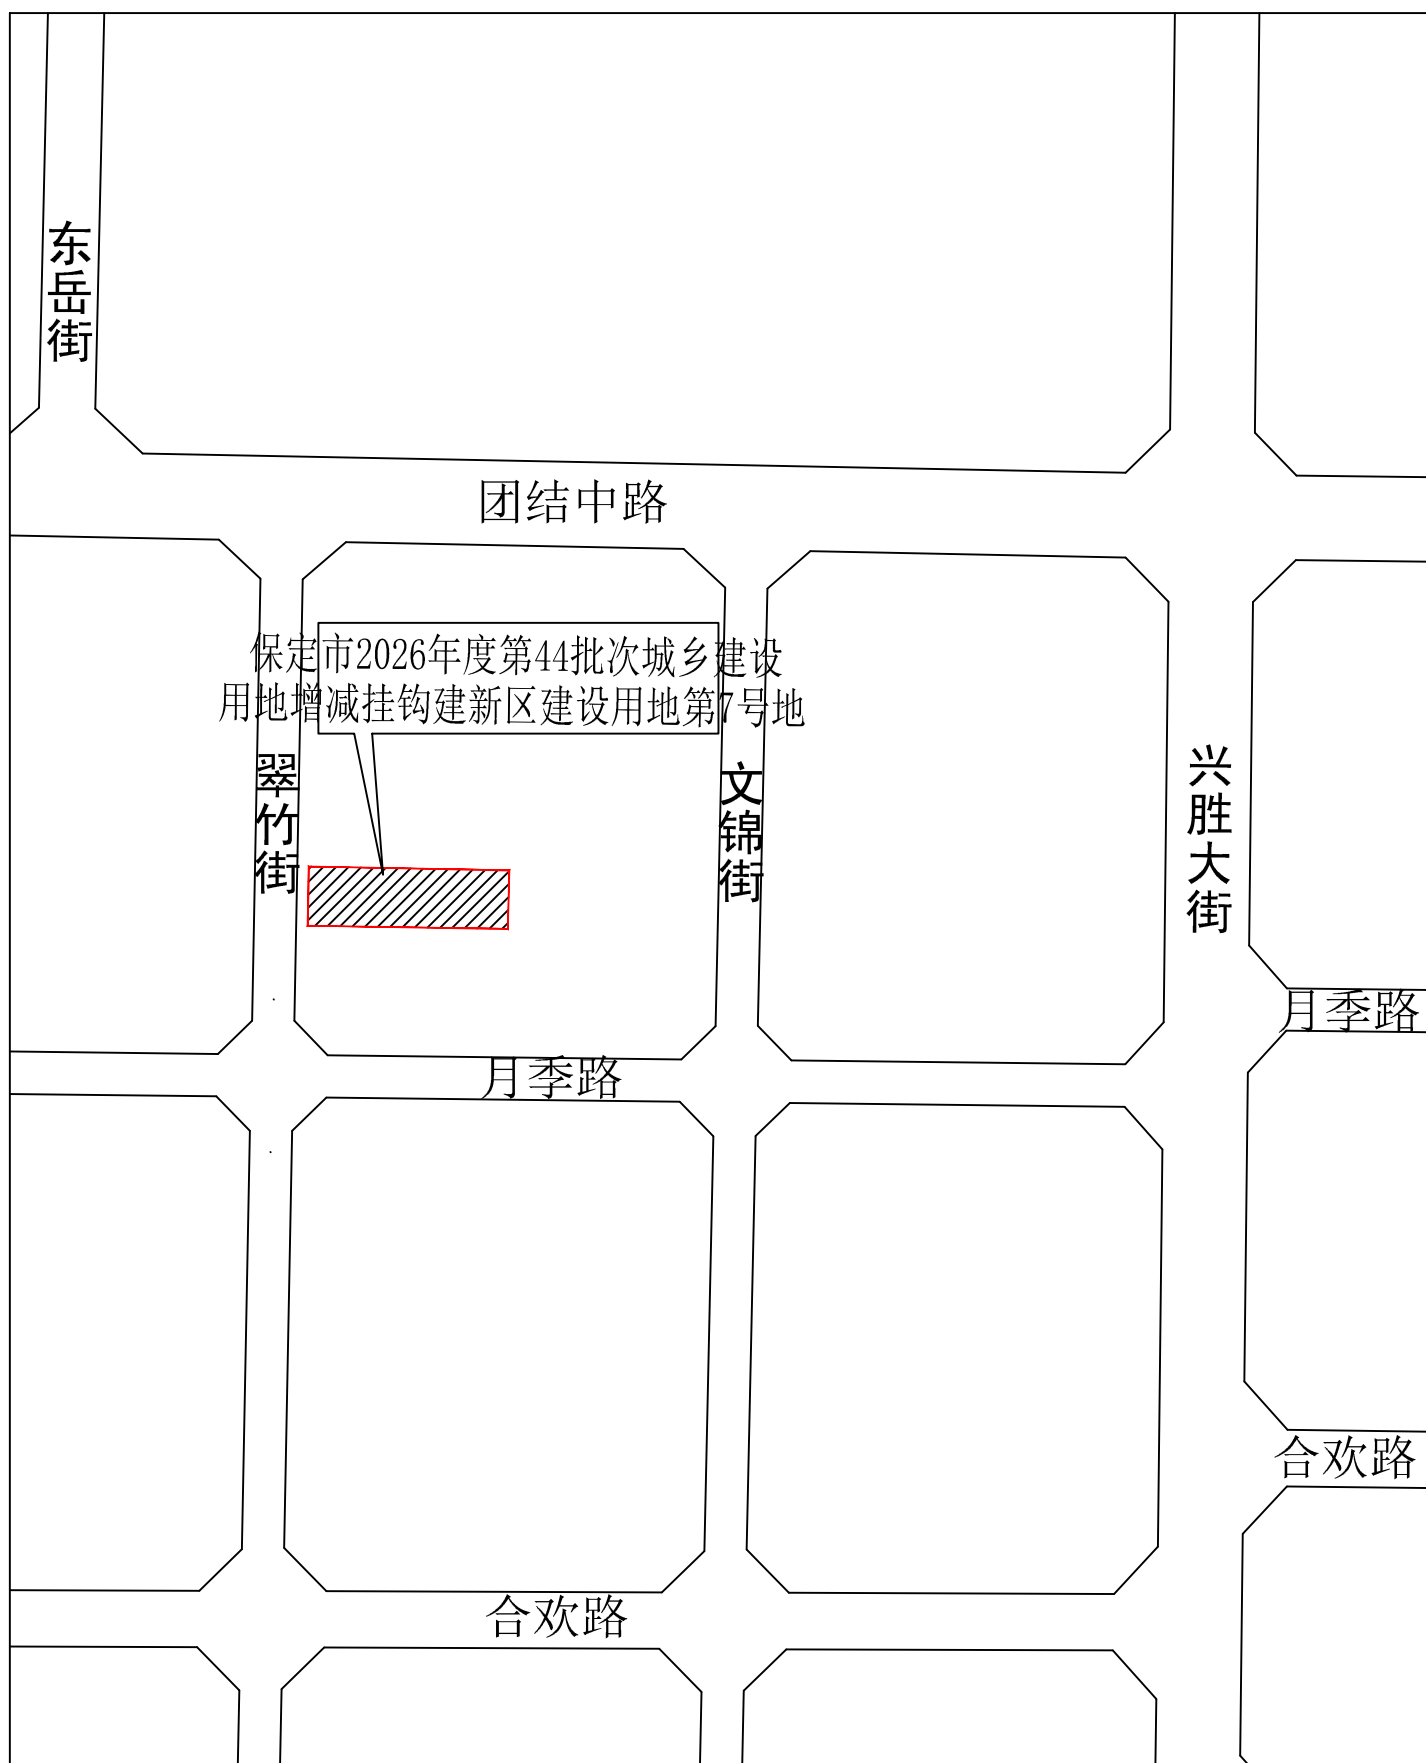 东岳街
团结中路
保定市2026年度第44批次城乡建设
用地增减挂钩建新区建设用地第7号地
翠竹街
文锦街
兴胜大街
月季路
月季路
合欢路
合欢路